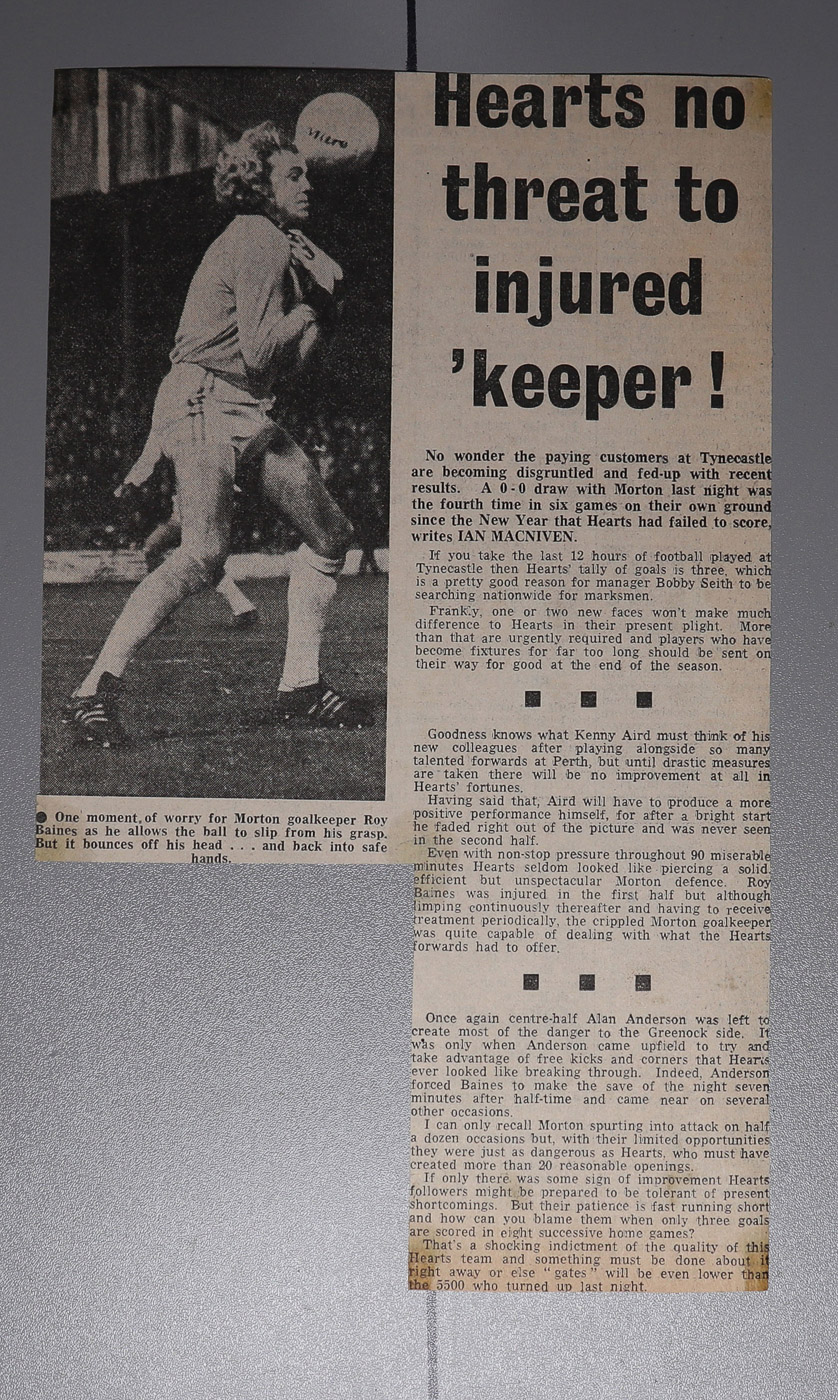 Mitre
Hearts no
threat to
injured
'keeper !
● One moment of worry for Morton goalkeeper Roy
Baines as he allows the ball to slip from his grasp.
But it bounces off his head . . . and back into safe
hands.
No wonder the paying customers at Tynecastle
are becoming disgruntled and fed-up with recent
results. A 0-0 draw with Morton last night was
the fourth time in six games on their own ground
since the New Year that Hearts had failed to score,
writes IAN MACNIVEN.
If you take the last 12 hours of football played at
Tynecastle then Hearts' tally of goals is three, which
is a pretty good reason for manager Bobby Seith to be
searching nationwide for marksmen.
Frankly, one or two new faces won't make much
difference to Hearts in their present plight. More
than that are urgently required and players who have
become fixtures for far too long should be sent on
their way for good at the end of the season.
■ ■ ■
Goodness knows what Kenny Aird must think of his
new colleagues after playing alongside so many
talented forwards at Perth, but until drastic measures
are taken there will be no improvement at all in
Hearts' fortunes.
Having said that, Aird will have to produce a more
positive performance himself, for after a bright start
he faded right out of the picture and was never seen
in the second half.
Even with non-stop pressure throughout 90 miserable
minutes Hearts seldom looked like piercing a solid,
efficient but unspectacular Morton defence. Roy
Baines was injured in the first half but although
limping continuously thereafter and having to receive
treatment periodically, the crippled Morton goalkeeper
was quite capable of dealing with what the Hearts
forwards had to offer.
■ ■ ■
Once again centre-half Alan Anderson was left to
create most of the danger to the Greenock side. It
was only when Anderson came upfield to try and
take advantage of free kicks and corners that Hearts
ever looked like breaking through. Indeed, Anderson
forced Baines to make the save of the night seven
minutes after half-time and came near on several
other occasions.
I can only recall Morton spurting into attack on half
a dozen occasions but, with their limited opportunities
they were just as dangerous as Hearts, who must have
created more than 20 reasonable openings.
If only there was some sign of improvement Hearts
followers might be prepared to be tolerant of present
shortcomings. But their patience is fast running short
and how can you blame them when only three goals
are scored in eight successive home games?
That's a shocking indictment of the quality of this
Hearts team and something must be done about it
right away or else "gates" will be even lower than
the 5500 who turned up last night.